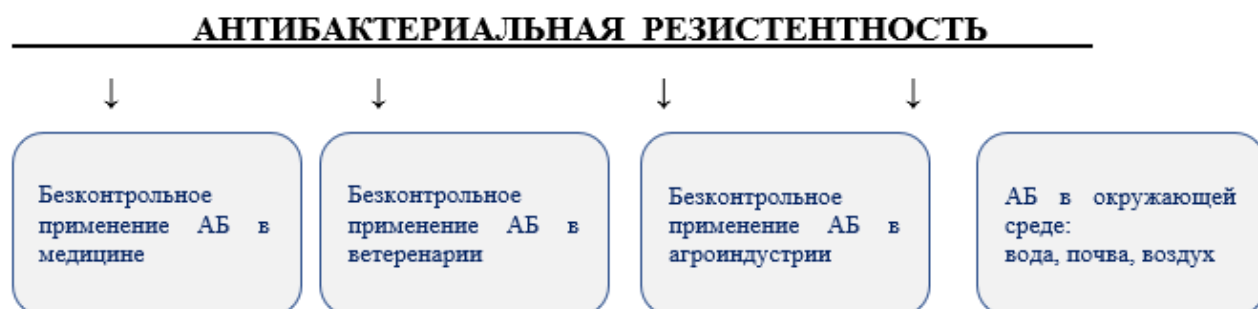 АНТИБАКТЕРИАЛЬНАЯ РЕЗИСТЕНТНОСТЬ
↓ ↓ ↓ ↓
Безконтрольное
применение АБ в
медицине
Безконтрольное
применение АБ в
ветеренарии
Безконтрольное
применение АБ в
агроиндустрии
АБ в окружающей
среде:
вода, почва, воздух